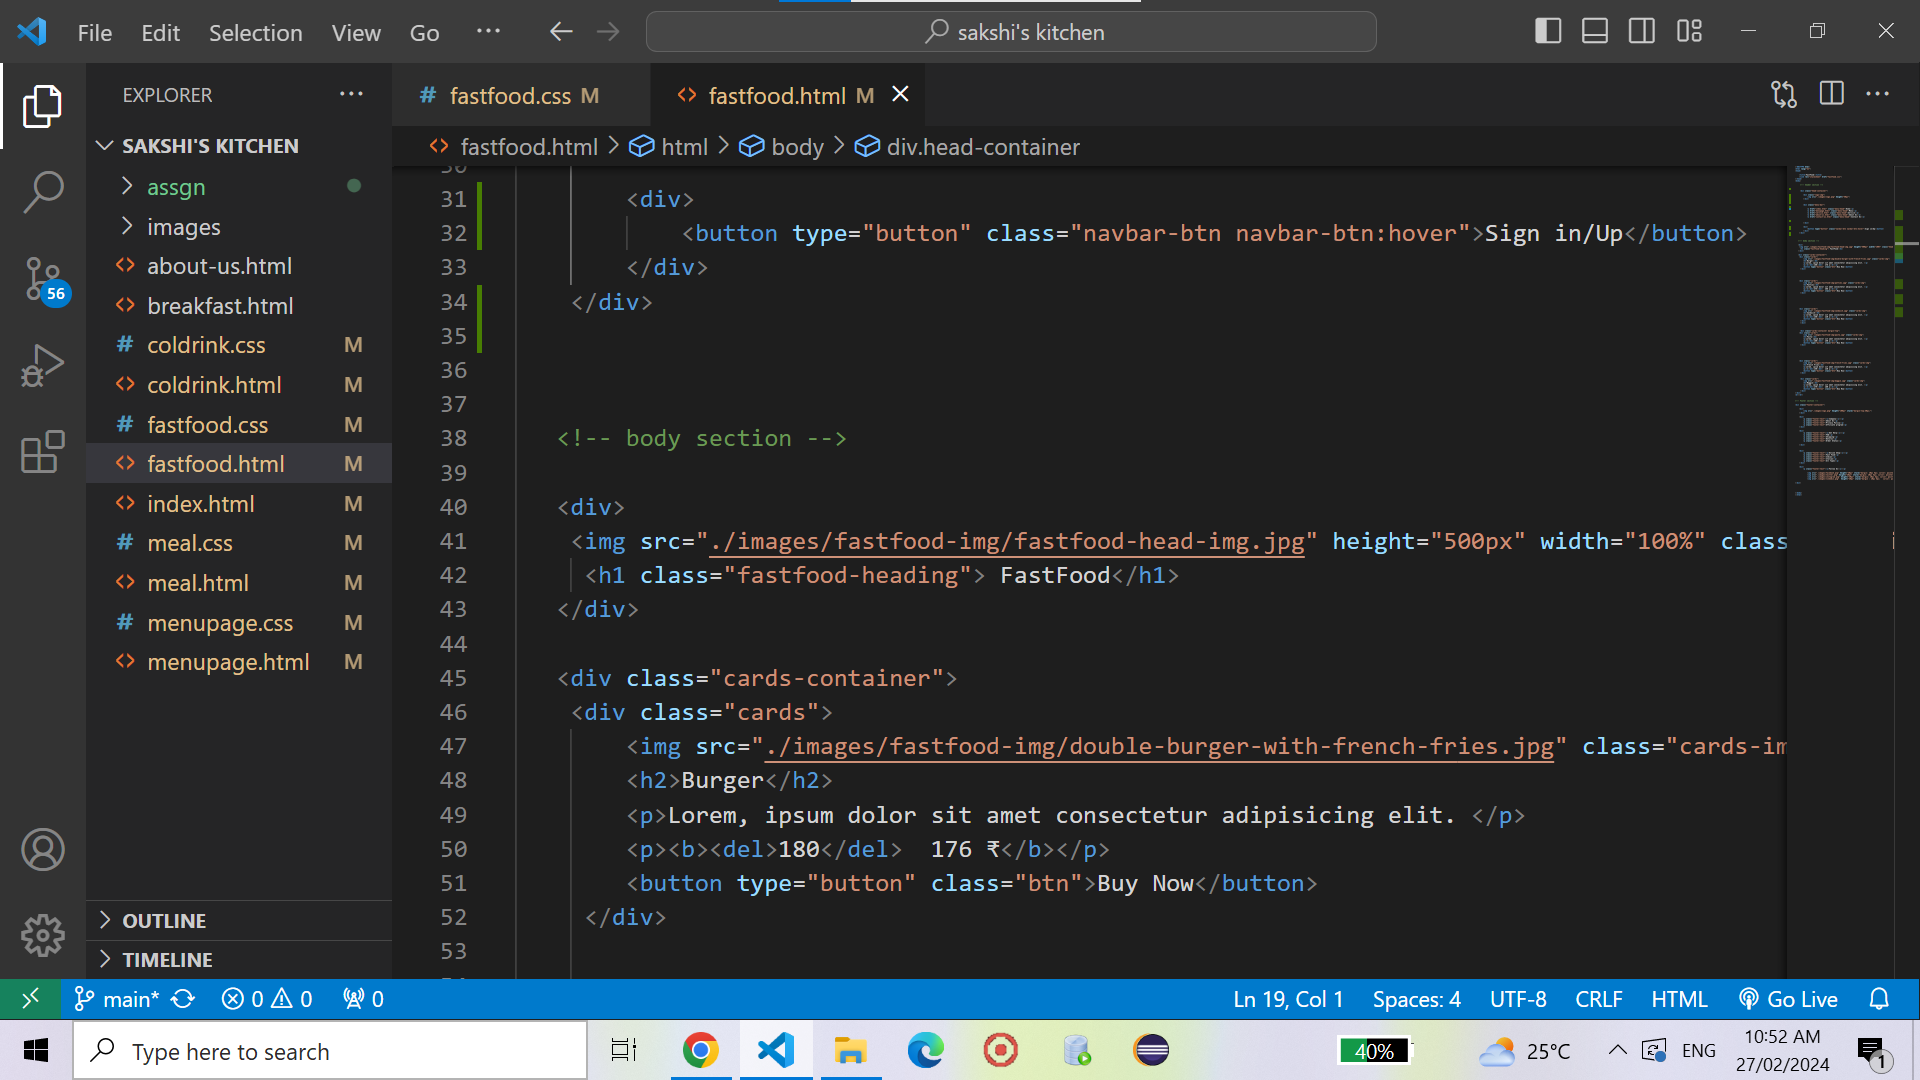 File Edit Selection View Go ··· sakshi's kitchen
EXPLORER ···
SAKSHI'S KITCHEN
assgn
images
about-us.html
breakfast.html
coldrink.css M
coldrink.html M
fastfood.css M
fastfood.html M
index.html M
meal.css M
meal.html M
menupage.css M
menupage.html M
OUTLINE
TIMELINE
56
# fastfood.css M <> fastfood.html M
<> fastfood.html > html > body > div.head-container
31 <div>
32 <button type="button" class="navbar-btn navbar-btn:hover">Sign in/Up</button>
33 </div>
34 </div>
35
36
37
38 <!-- body section -->
39
40 <div>
41 <img src="./images/fastfood-img/fastfood-head-img.jpg" height="500px" width="100%" class
42 <h1 class="fastfood-heading"> FastFood</h1>
43 </div>
44
45 <div class="cards-container">
46 <div class="cards">
47 <img src="./images/fastfood-img/double-burger-with-french-fries.jpg" class="cards-im
48 <h2>Burger</h2>
49 <p>Lorem, ipsum dolor sit amet consectetur adipisicing elit. </p>
50 <p><b><del>180</del>  176 ₹</b></p>
51 <button type="button" class="btn">Buy Now</button>
52 </div>
53
main* 0 0 0 Ln 19, Col 1 Spaces: 4 UTF-8 CRLF HTML Go Live
Type here to search 40% 25°C ENG 10:52 AM
27/02/2024 1